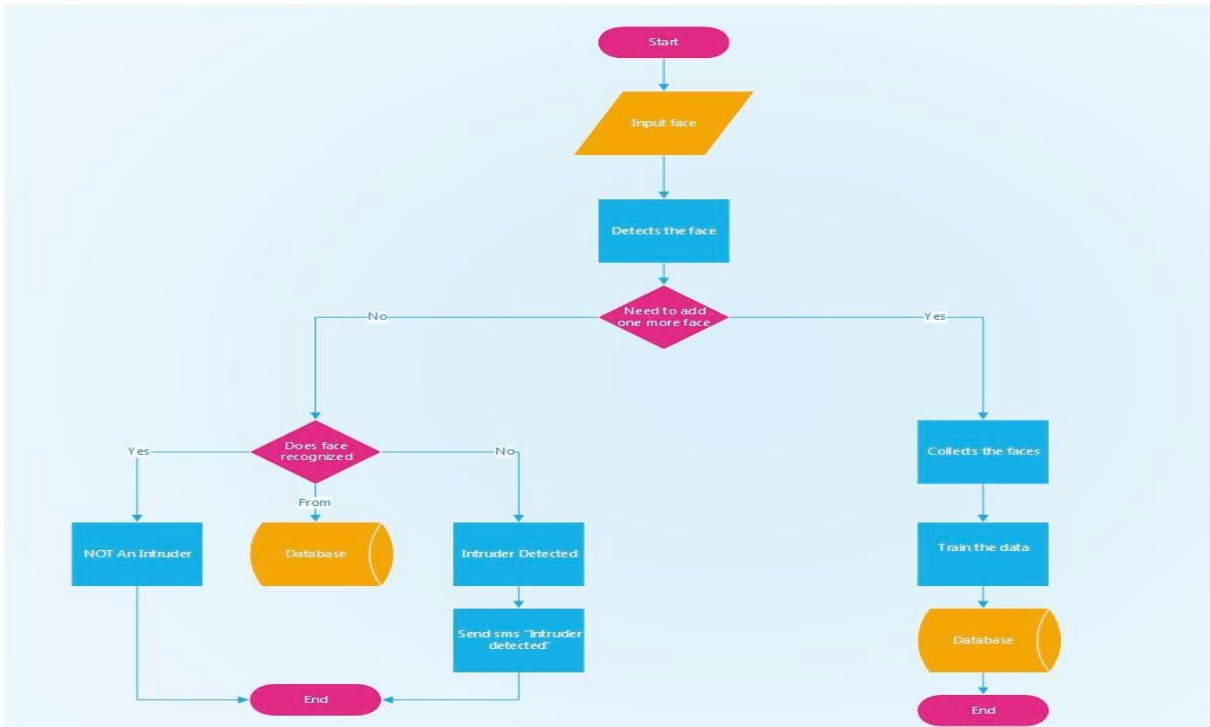 Start
Input face
Detects the face
Need to add
one more face
No
Yes
Does face
recognized
Yes
No
From
Collects the faces
NOT An Intruder
Database
Intruder Detected
Train the data
Send sms "Intruder
detected"
Database
End
End